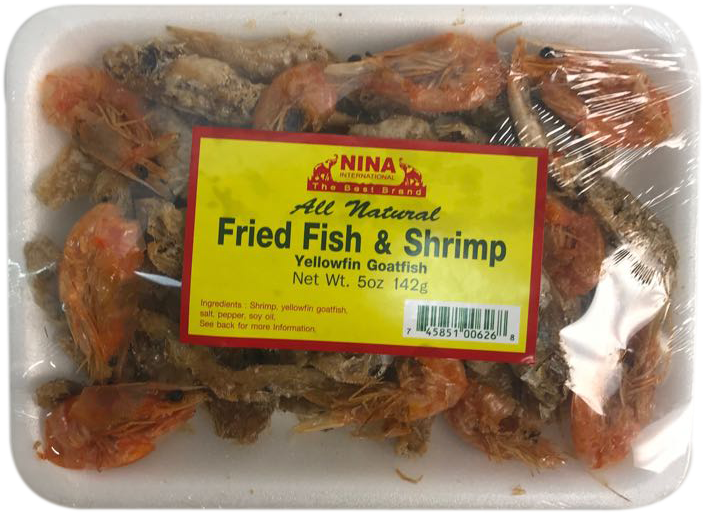 NINA
INTERNATIONAL
The Best Brand
All Natural
Fried Fish & Shrimp
Yellowfin Goatfish
Net Wt. 5oz 142g
Ingredients : Shrimp, yellowfin goatfish,
salt, pepper, soy oil.
See back for more information.
7 45851 00626 8